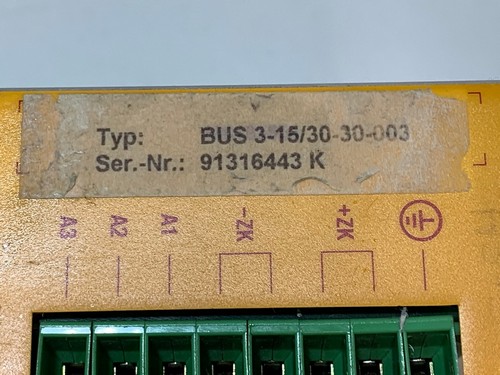 Typ: BUS 3-15/30-30-003
Ser.-Nr.: 91316443 K
A3 A2 A1 -ZK +ZK